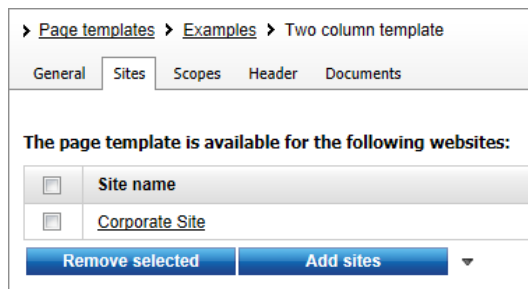 Page templates > Examples > Two column template
General Sites Scopes Header Documents
The page template is available for the following websites:
Site name
Corporate Site
Remove selected Add sites